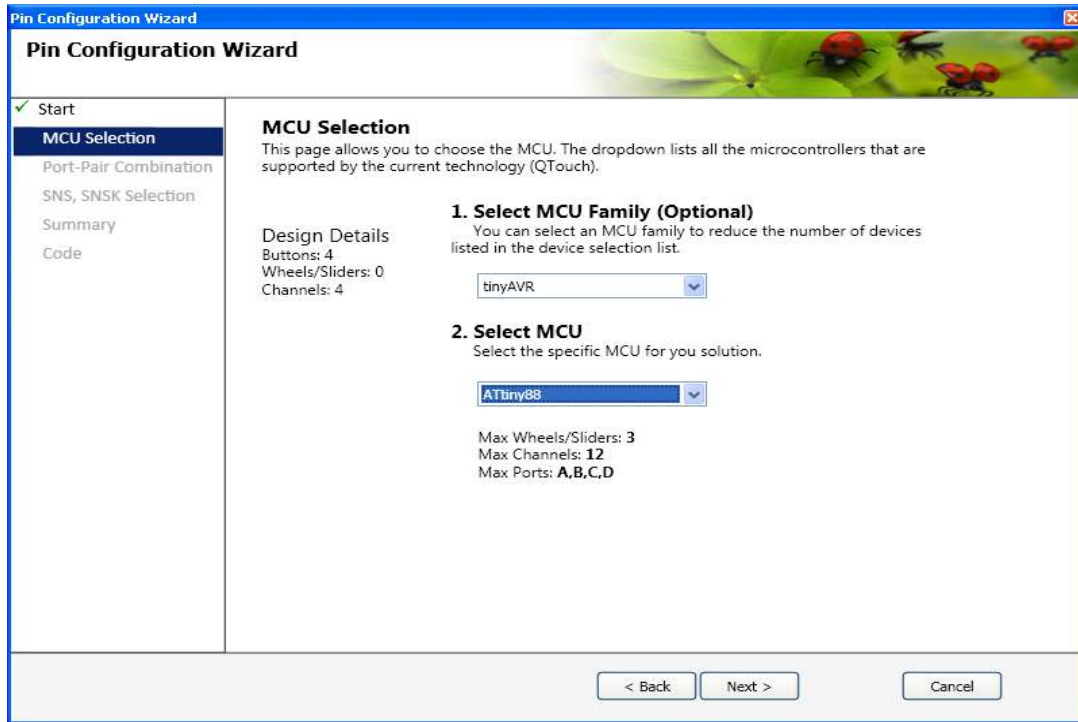 Pin Configuration Wizard
Pin Configuration Wizard
Start
MCU Selection
Port-Pair Combination
SNS, SNSK Selection
Summary
Code
MCU Selection
This page allows you to choose the MCU. The dropdown lists all the microcontrollers that are
supported by the current technology (QTouch).
Design Details
Buttons: 4
Wheels/Sliders: 0
Channels: 4
1. Select MCU Family (Optional)
You can select an MCU family to reduce the number of devices
listed in the device selection list.
tinyAVR
2. Select MCU
Select the specific MCU for you solution.
ATtiny88
Max Wheels/Sliders: 3
Max Channels: 12
Max Ports: A,B,C,D
< Back
Next >
Cancel